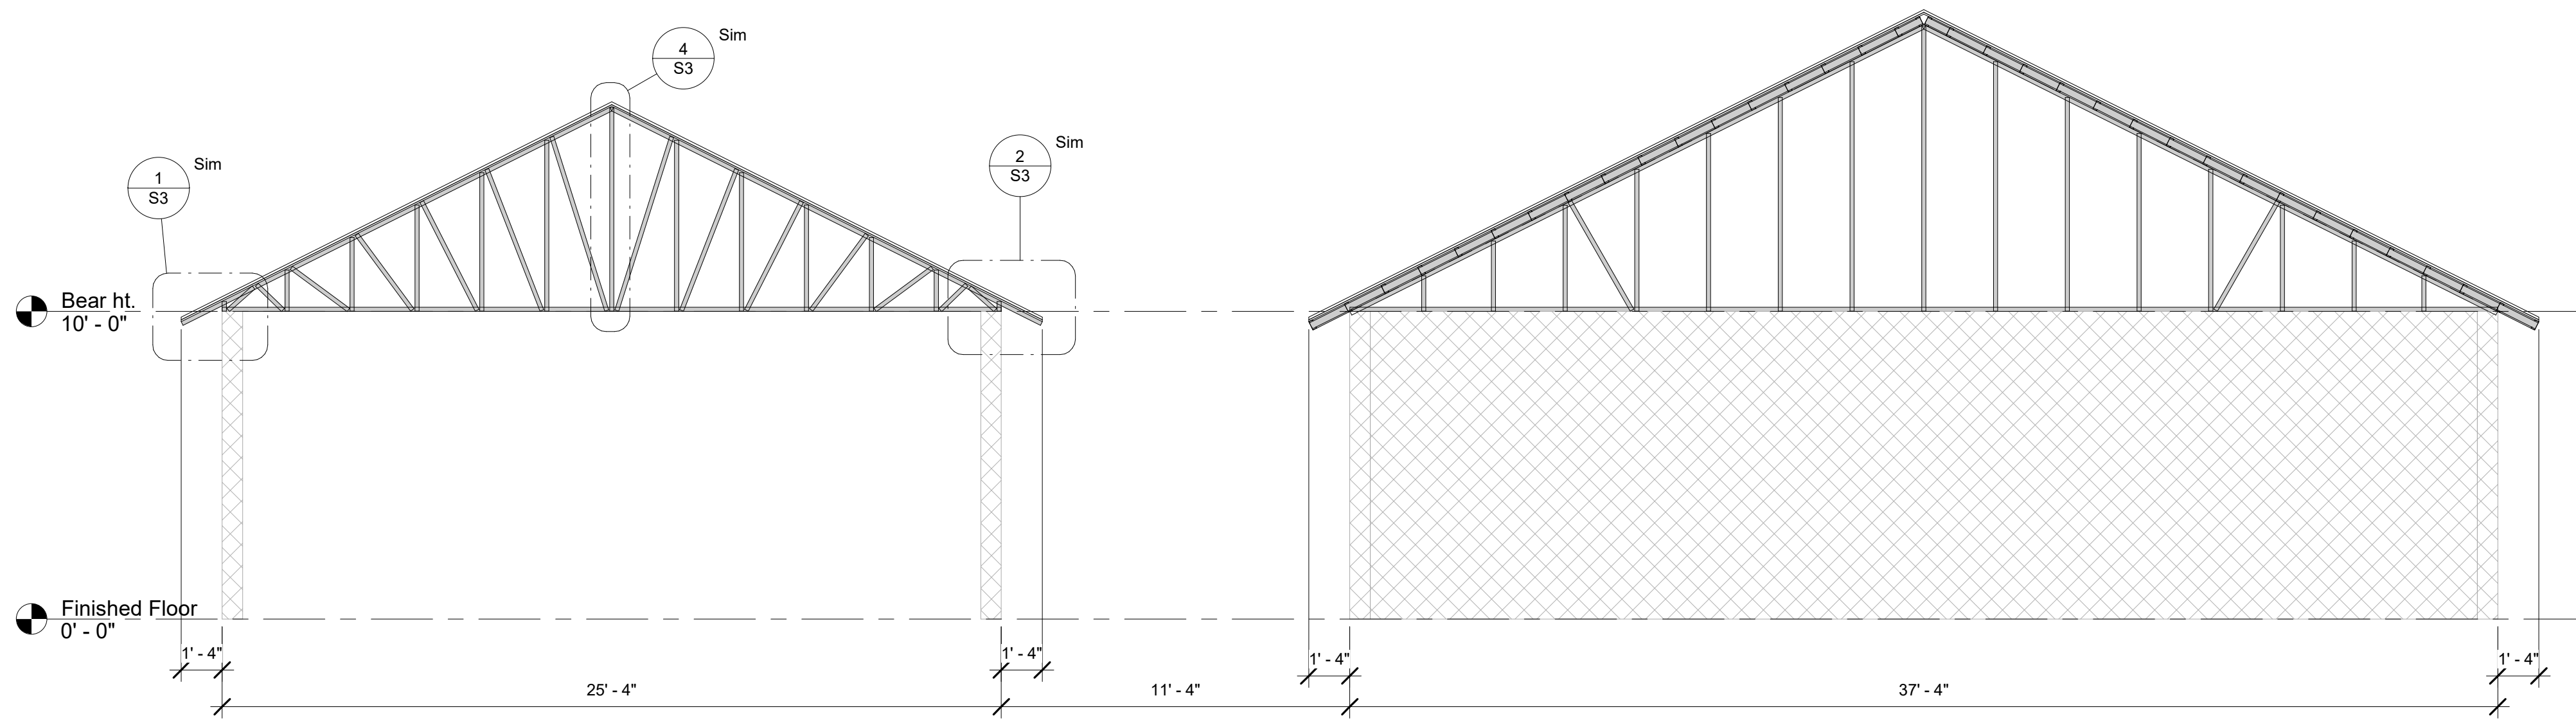 4
S3
Sim
1
S3
Sim
2
S3
Sim
Bear ht.
10' - 0"
Finished Floor
0' - 0"
1' - 4"
1' - 4"
1' - 4"
1' - 4"
25' - 4"
11' - 4"
37' - 4"